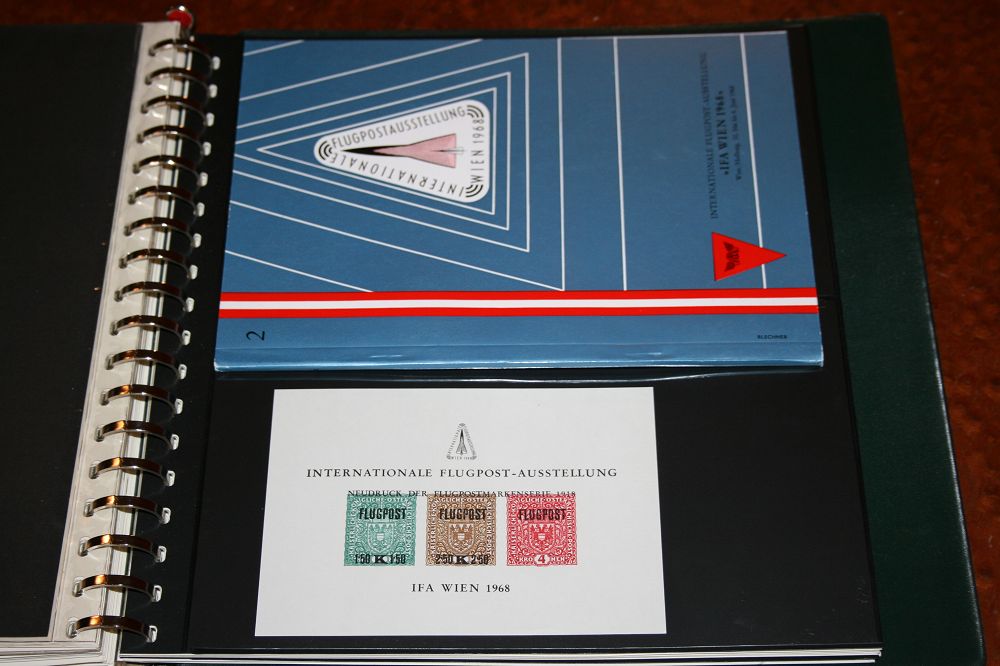 INTERNATIONALE
FLUGPOSTAUSSTELLUNG
WIEN 1968
INTERNATIONALE FLUGPOST-AUSSTELLUNG
»IFA WIEN 1968«
2
BLECHNER
INTERNATIONALE FLUGPOST-AUSSTELLUNG
NEUDRUCK DER FLUGPOSTMARKENSERIE 1918
FLUGPOST
1·50 K 1·50
FLUGPOST
2·50 K 2·50
FLUGPOST
4
IFA WIEN 1968